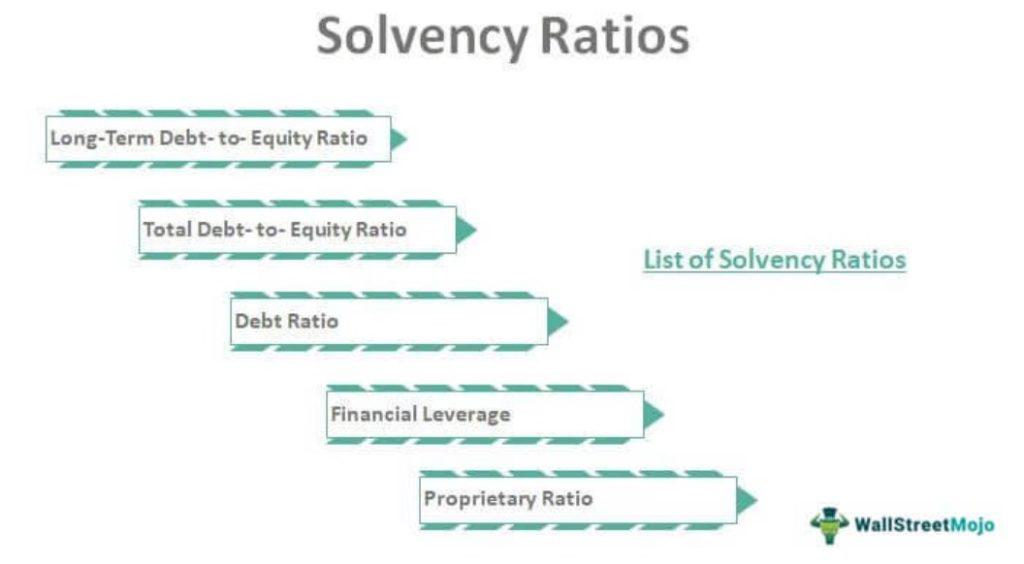 Solvency Ratios
Long-Term Debt- to- Equity Ratio
Total Debt- to- Equity Ratio
List of Solvency Ratios
Debt Ratio
Financial Leverage
Proprietary Ratio
WallStreetMojo